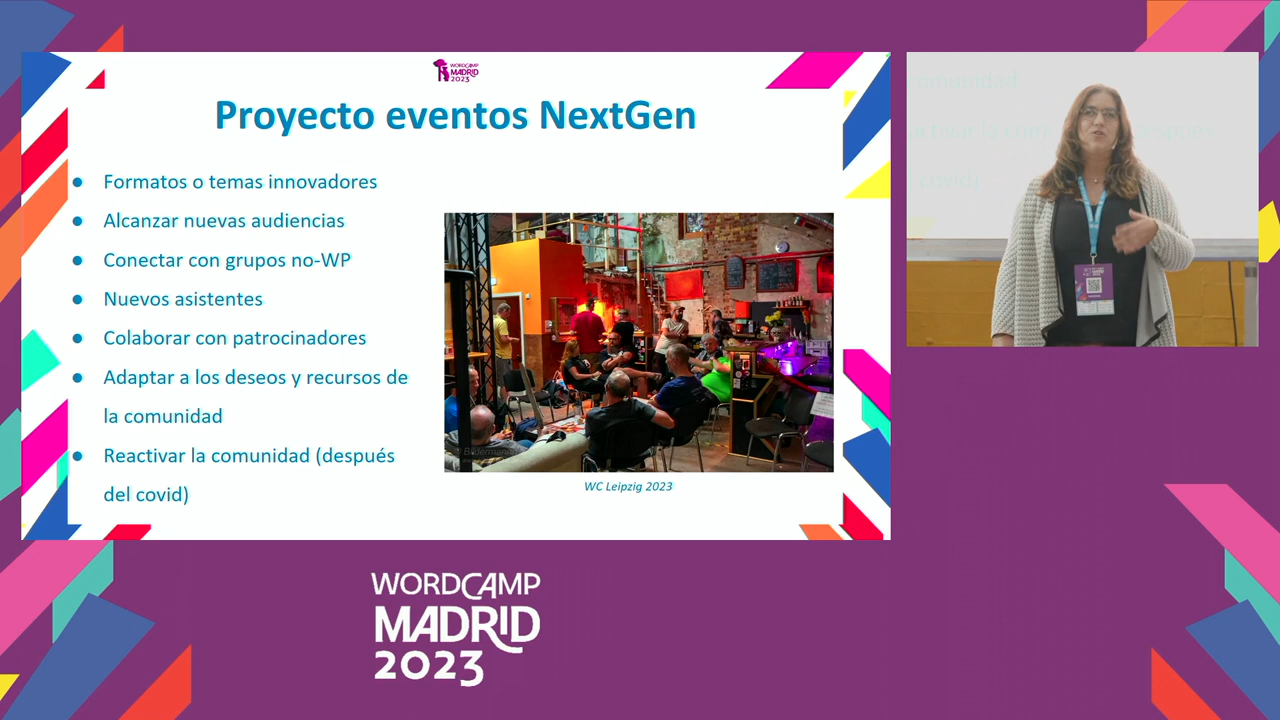 WORDCAMP
MADRID
2023
Proyecto eventos NextGen
● Formatos o temas innovadores
● Alcanzar nuevas audiencias
● Conectar con grupos no-WP
● Nuevos asistentes
● Colaborar con patrocinadores
● Adaptar a los deseos y recursos de
la comunidad
● Reactivar la comunidad (después
del covid)
WC Leipzig 2023
comunidad
covid)
WORDCAMP
MADRID
2023